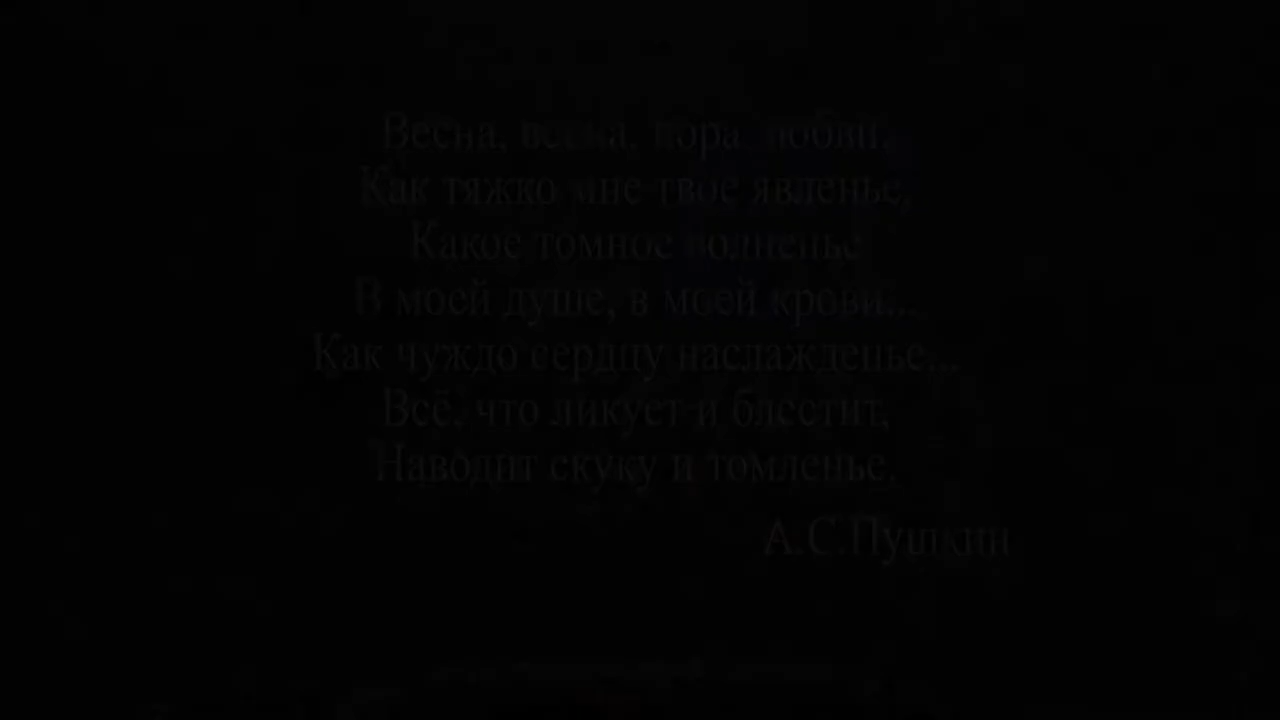 Весна, весна, пора любви,
Как тяжко мне твое явленье,
Какое томное волненье
В моей душе, в моей крови...
Как чуждо сердцу наслажденье...
Всё, что ликует и блестит,
Наводит скуку и томленье.
А.С.Пушкин